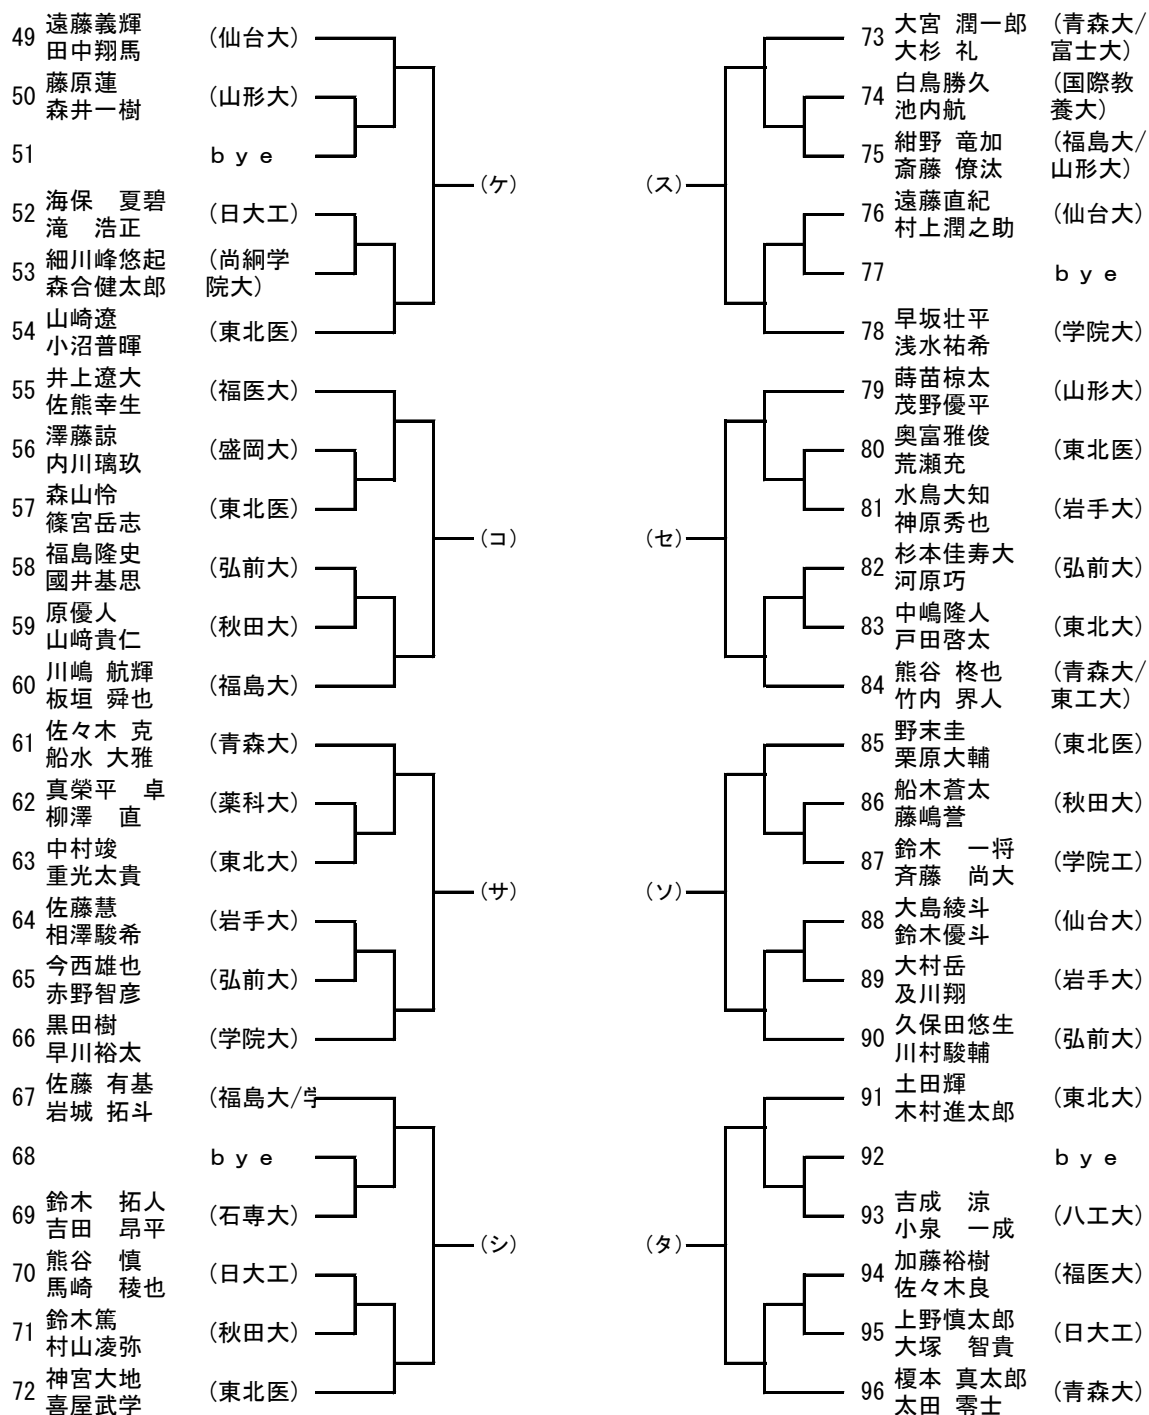 49 遠藤義輝 (仙台大)
田中翔馬
50 藤原蓮 (山形大)
森井一樹
51 bye
(ケ)
52 海保 夏碧 (日大工)
滝 浩正
53 細川峰悠起 (尚絅学
森合健太郎 院大)
54 山崎遼 (東北医)
小沼普暉
55 井上遼大 (福医大)
佐熊幸生
56 澤藤諒 (盛岡大)
内川璃玖
57 森山怜 (東北医)
篠宮岳志
(コ)
58 福島隆史 (弘前大)
國井基思
59 原優人 (秋田大)
山﨑貴仁
60 川嶋 航輝 (福島大)
板垣 舜也
61 佐々木 克 (青森大)
船水 大雅
62 真榮平 卓 (薬科大)
柳澤 直
63 中村竣 (東北大)
重光太貴
(サ)
64 佐藤慧 (岩手大)
相澤駿希
65 今西雄也 (弘前大)
赤野智彦
66 黒田樹 (学院大)
早川裕太
67 佐藤 有基 (福島大/学
岩城 拓斗
68 bye
69 鈴木 拓人 (石専大)
吉田 昂平
(シ)
70 熊谷 慎 (日大工)
馬崎 稜也
71 鈴木篤 (秋田大)
村山凌弥
72 神宮大地 (東北医)
喜屋武学
73 大宮 潤一郎 (青森大/
大杉 礼 富士大)
74 白鳥勝久 (国際教
池内航 養大)
75 紺野 竜加 (福島大/
斎藤 僚汰 山形大)
(ス)
76 遠藤直紀 (仙台大)
村上潤之助
77 bye
78 早坂壮平 (学院大)
浅水祐希
79 蒔苗椋太 (山形大)
茂野優平
80 奥富雅俊 (東北医)
荒瀬充
81 水鳥大知 (岩手大)
神原秀也
(セ)
82 杉本佳寿大 (弘前大)
河原巧
83 中嶋隆人 (東北大)
戸田啓太
84 熊谷 柊也 (青森大/
竹内 界人 東工大)
85 野末圭 (東北医)
栗原大輔
86 船木蒼太 (秋田大)
藤嶋誉
87 鈴木 一将 (学院工)
斉藤 尚大
(ソ)
88 大島綾斗 (仙台大)
鈴木優斗
89 大村岳 (岩手大)
及川翔
90 久保田悠生 (弘前大)
川村駿輔
91 土田輝 (東北大)
木村進太郎
92 bye
93 吉成 涼 (八工大)
小泉 一成
(タ)
94 加藤裕樹 (福医大)
佐々木良
95 上野慎太郎 (日大工)
大塚 智貴
96 榎本 真太郎 (青森大)
太田 零士